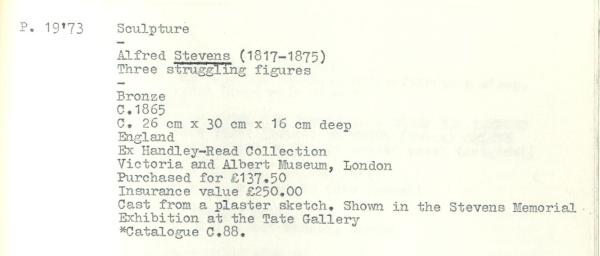 P. 19'73 Sculpture
-
Alfred Stevens (1817-1875)
Three struggling figures
-
Bronze
C.1865
C. 26 cm x 30 cm x 16 cm deep
England
Ex Handley-Read Collection
Victoria and Albert Museum, London
Purchased for £137.50
Insurance value £250.00
Cast from a plaster sketch. Shown in the Stevens Memorial
Exhibition at the Tate Gallery
*Catalogue C.88.